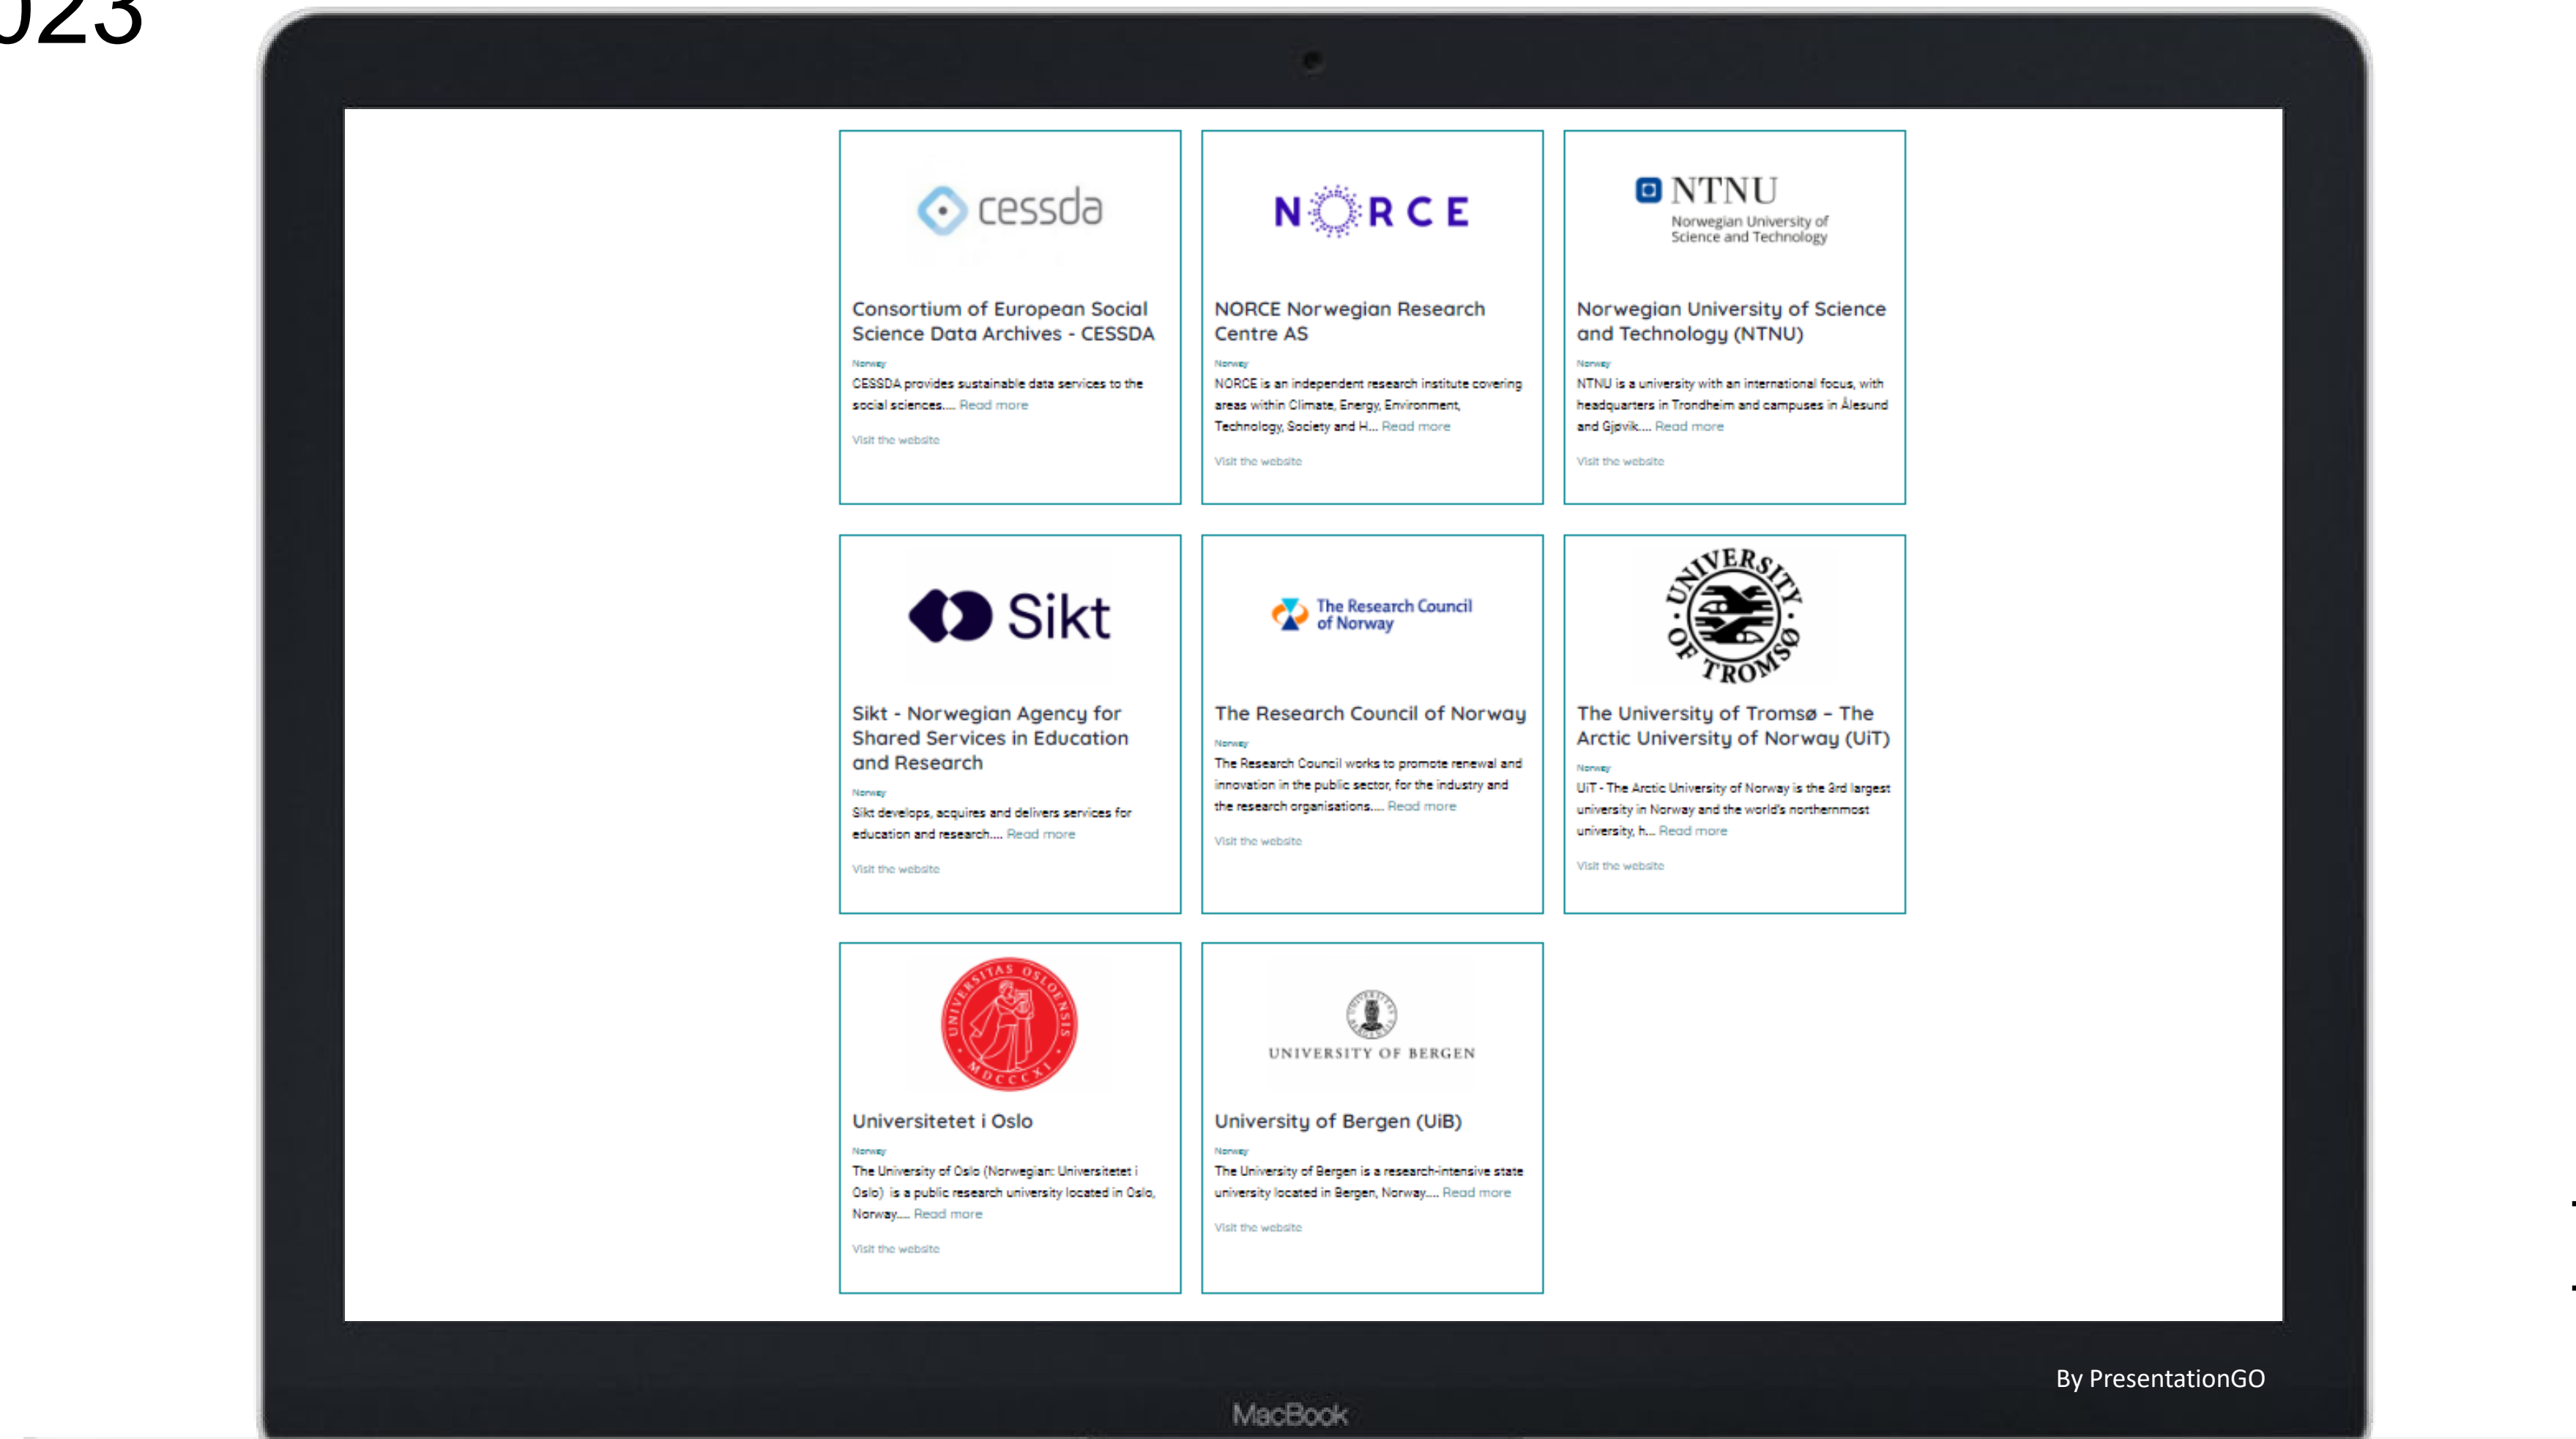 023
cessda
Consortium of European Social
Science Data Archives - CESSDA
Norway
CESSDA provides sustainable data services to the
social sciences.... Read more
Visit the website
NORCE
NORCE Norwegian Research
Centre AS
Norway
NORCE is an independent research institute covering
areas within Climate, Energy, Environment,
Technology, Society and H... Read more
Visit the website
NTNU
Norwegian University of
Science and Technology
Norwegian University of Science
and Technology (NTNU)
Norway
NTNU is a university with an international focus, with
headquarters in Trondheim and campuses in Ålesund
and Gjøvik.... Read more
Visit the website
Sikt
Sikt - Norwegian Agency for
Shared Services in Education
and Research
Norway
Sikt develops, acquires and delivers services for
education and research.... Read more
Visit the website
The Research Council
of Norway
The Research Council of Norway
Norway
The Research Council works to promote renewal and
innovation in the public sector, for the industry and
the research organisations.... Read more
Visit the website
UNIVERSITY
OF TROMSØ
The University of Tromsø – The
Arctic University of Norway (UiT)
Norway
UiT - The Arctic University of Norway is the 3rd largest
university in Norway and the world's northernmost
university, h... Read more
Visit the website
UNIVERSITAS OSLOENSIS
MDCCCXI
Universitetet i Oslo
Norway
The University of Oslo (Norwegian: Universitetet i
Oslo) is a public research university located in Oslo,
Norway.... Read more
Visit the website
UNIVERSITY OF BERGEN
University of Bergen (UiB)
Norway
The University of Bergen is a research-intensive state
university located in Bergen, Norway.... Read more
Visit the website
By PresentationGO
MacBook